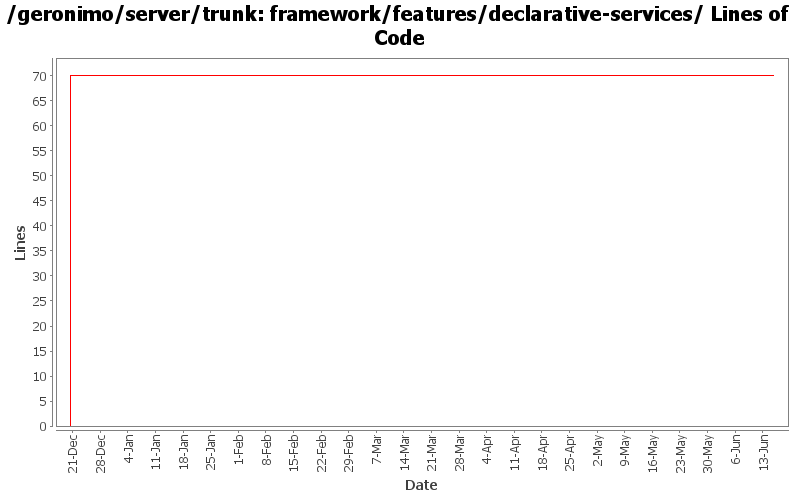 /geronimo/server/trunk: framework/features/declarative-services/ Lines of
Code
70
65
60
55
50
45
40
35
30
25
20
15
10
5
0
Lines
21-Dec
28-Dec
4-Jan
11-Jan
18-Jan
25-Jan
1-Feb
8-Feb
15-Feb
22-Feb
29-Feb
7-Mar
14-Mar
21-Mar
28-Mar
4-Apr
11-Apr
18-Apr
25-Apr
2-May
9-May
16-May
23-May
30-May
6-Jun
13-Jun
Date